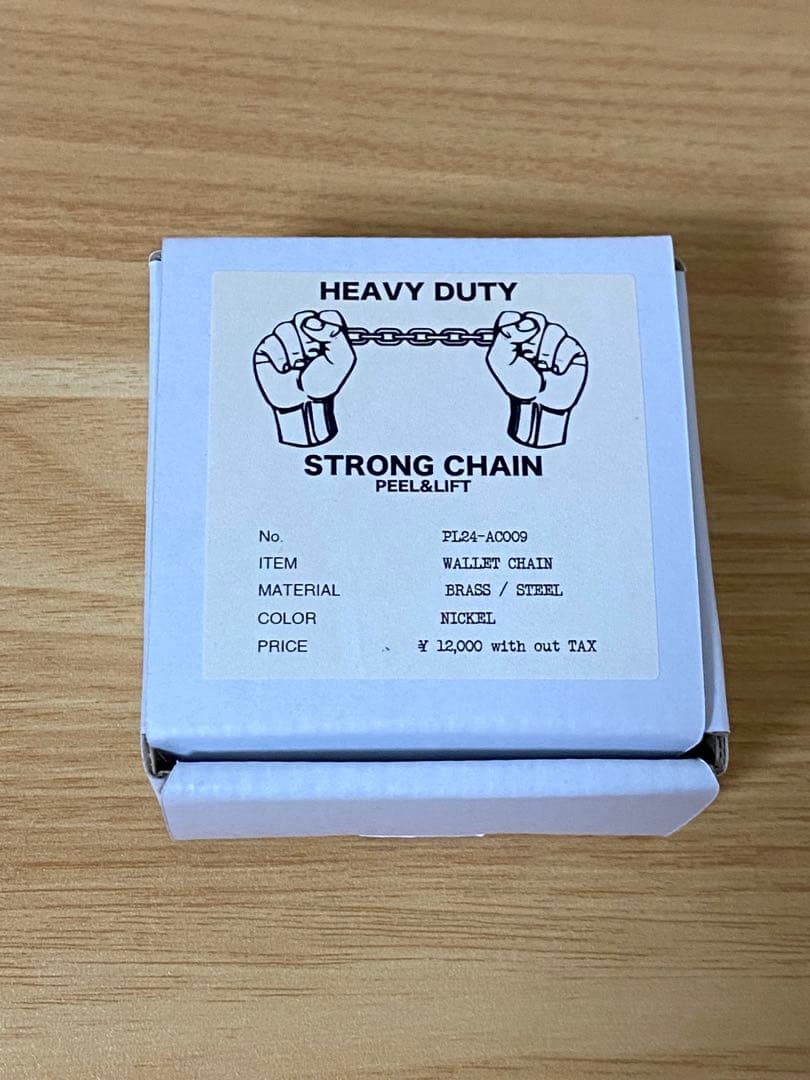 HEAVY DUTY
STRONG CHAIN
PEEL&LIFT
No. PL24-AC009
ITEM WALLET CHAIN
MATERIAL BRASS / STEEL
COLOR NICKEL
PRICE ¥ 12,000 with out TAX